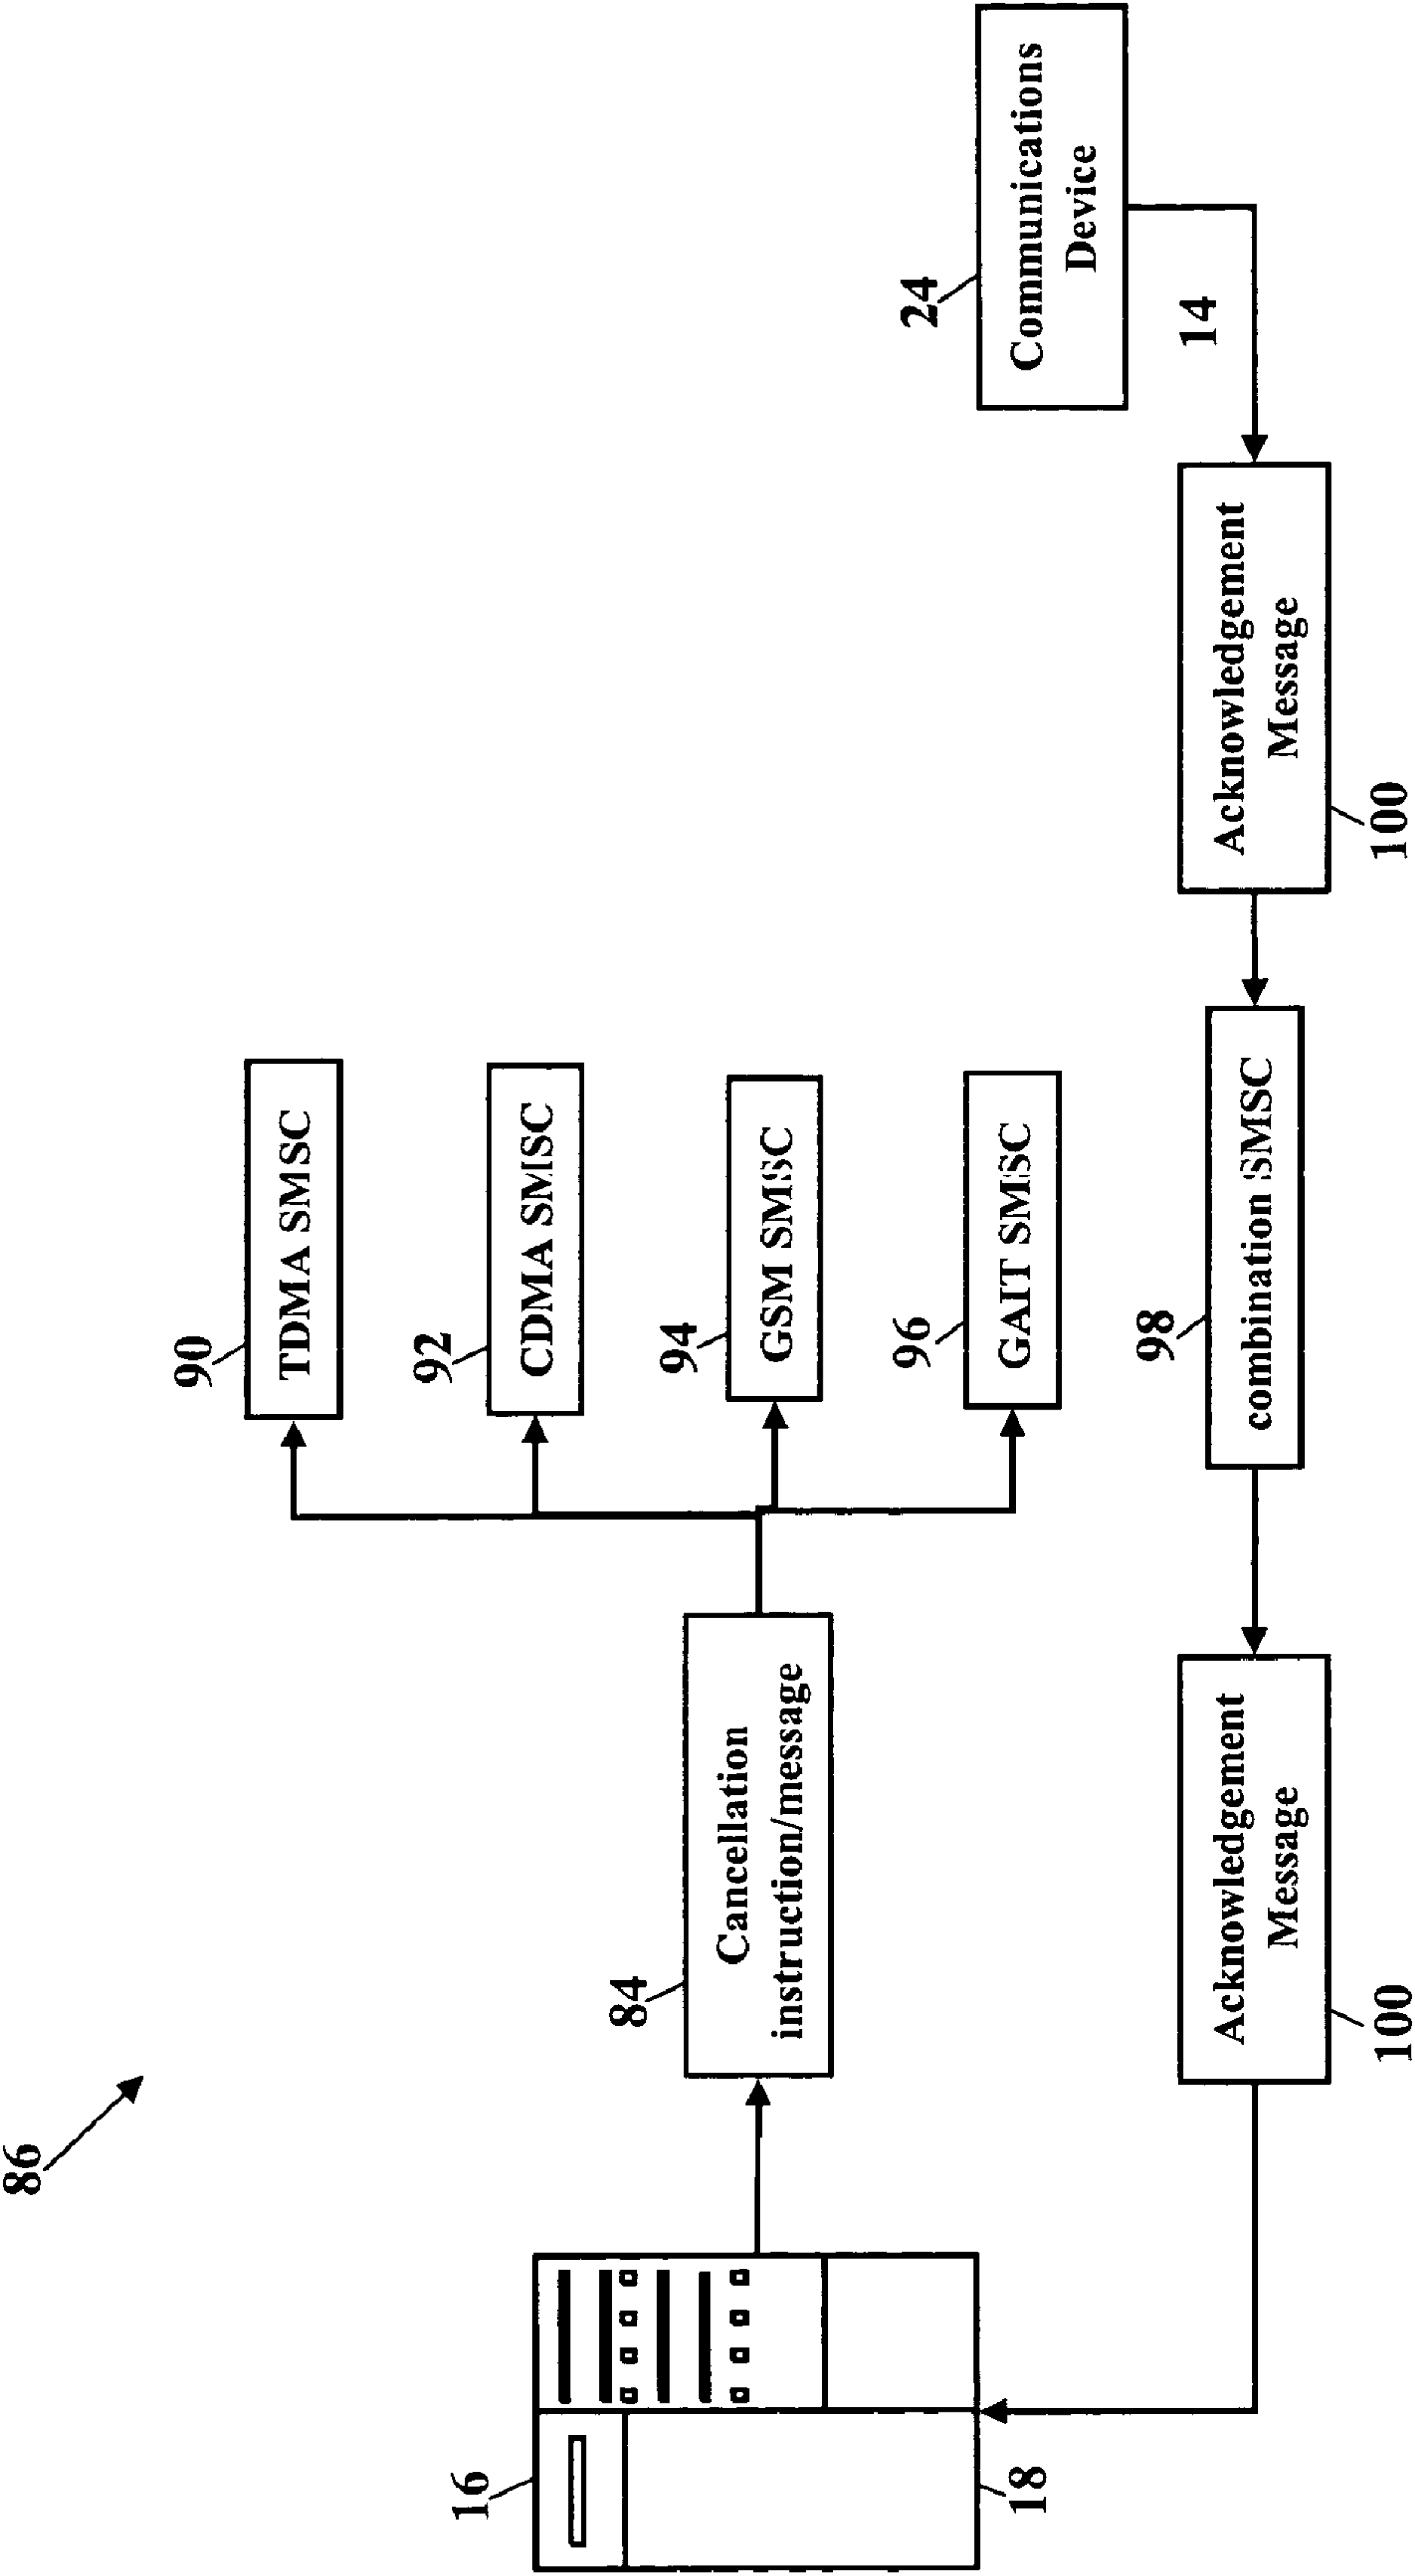 86
16
18
84
Cancellation
instruction/message
90
TDMA SMSC
92
CDMA SMSC
94
GSM SMSC
96
GAIT SMSC
24
Communications
Device
14
Acknowledgement
Message
100
98
combination SMSC
Acknowledgement
Message
100